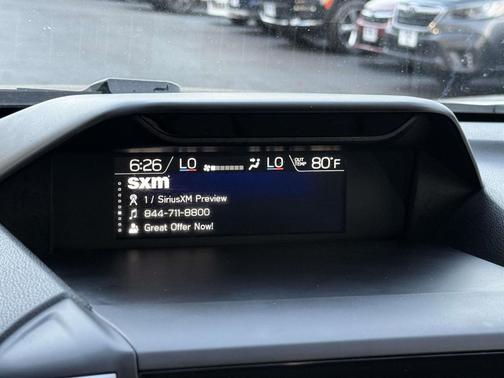 6:26 LO LO OUT TEMP 80°F
sxm
1 / SiriusXM Preview
844-711-8800
Great Offer Now!